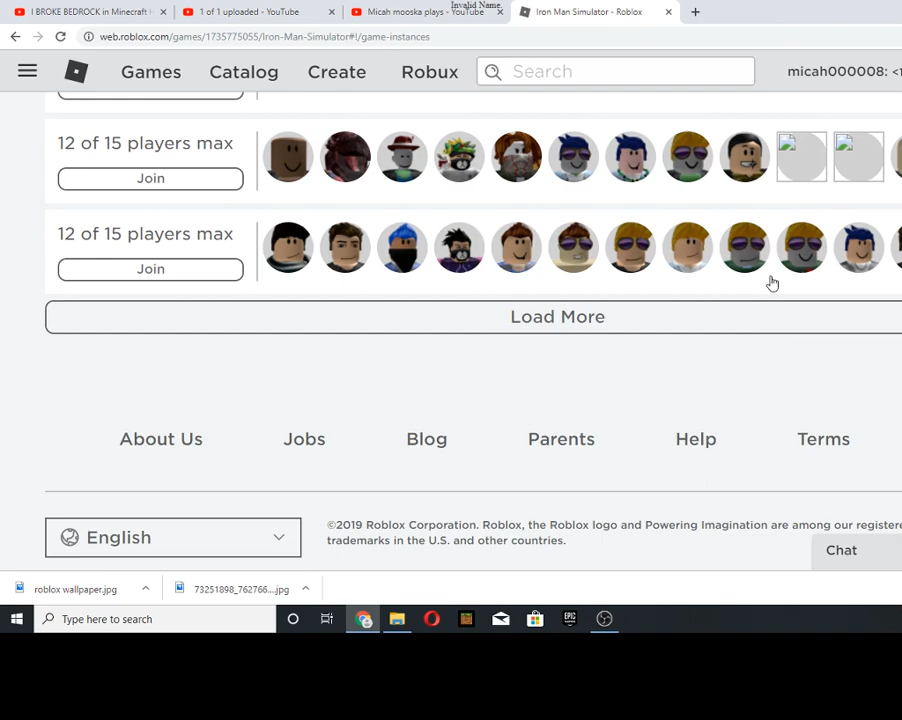 Invalid Name.
I BROKE BEDROCK in Minecraft
1 of 1 uploaded - YouTube
Micah mooska plays - YouTube
Iron Man Simulator - Roblox
web.roblox.com/games/1735775055/Iron-Man-Simulator#!/game-instances
Games Catalog Create Robux Search micah000008: <1
12 of 15 players max
Join
12 of 15 players max
Join
Load More
About Us Jobs Blog Parents Help Terms
English
©2019 Roblox Corporation. Roblox, the Roblox logo and Powering Imagination are among our registere
trademarks in the U.S. and other countries.
Chat
roblox wallpaper.jpg
73251898_762766....jpg
Type here to search
EPIC